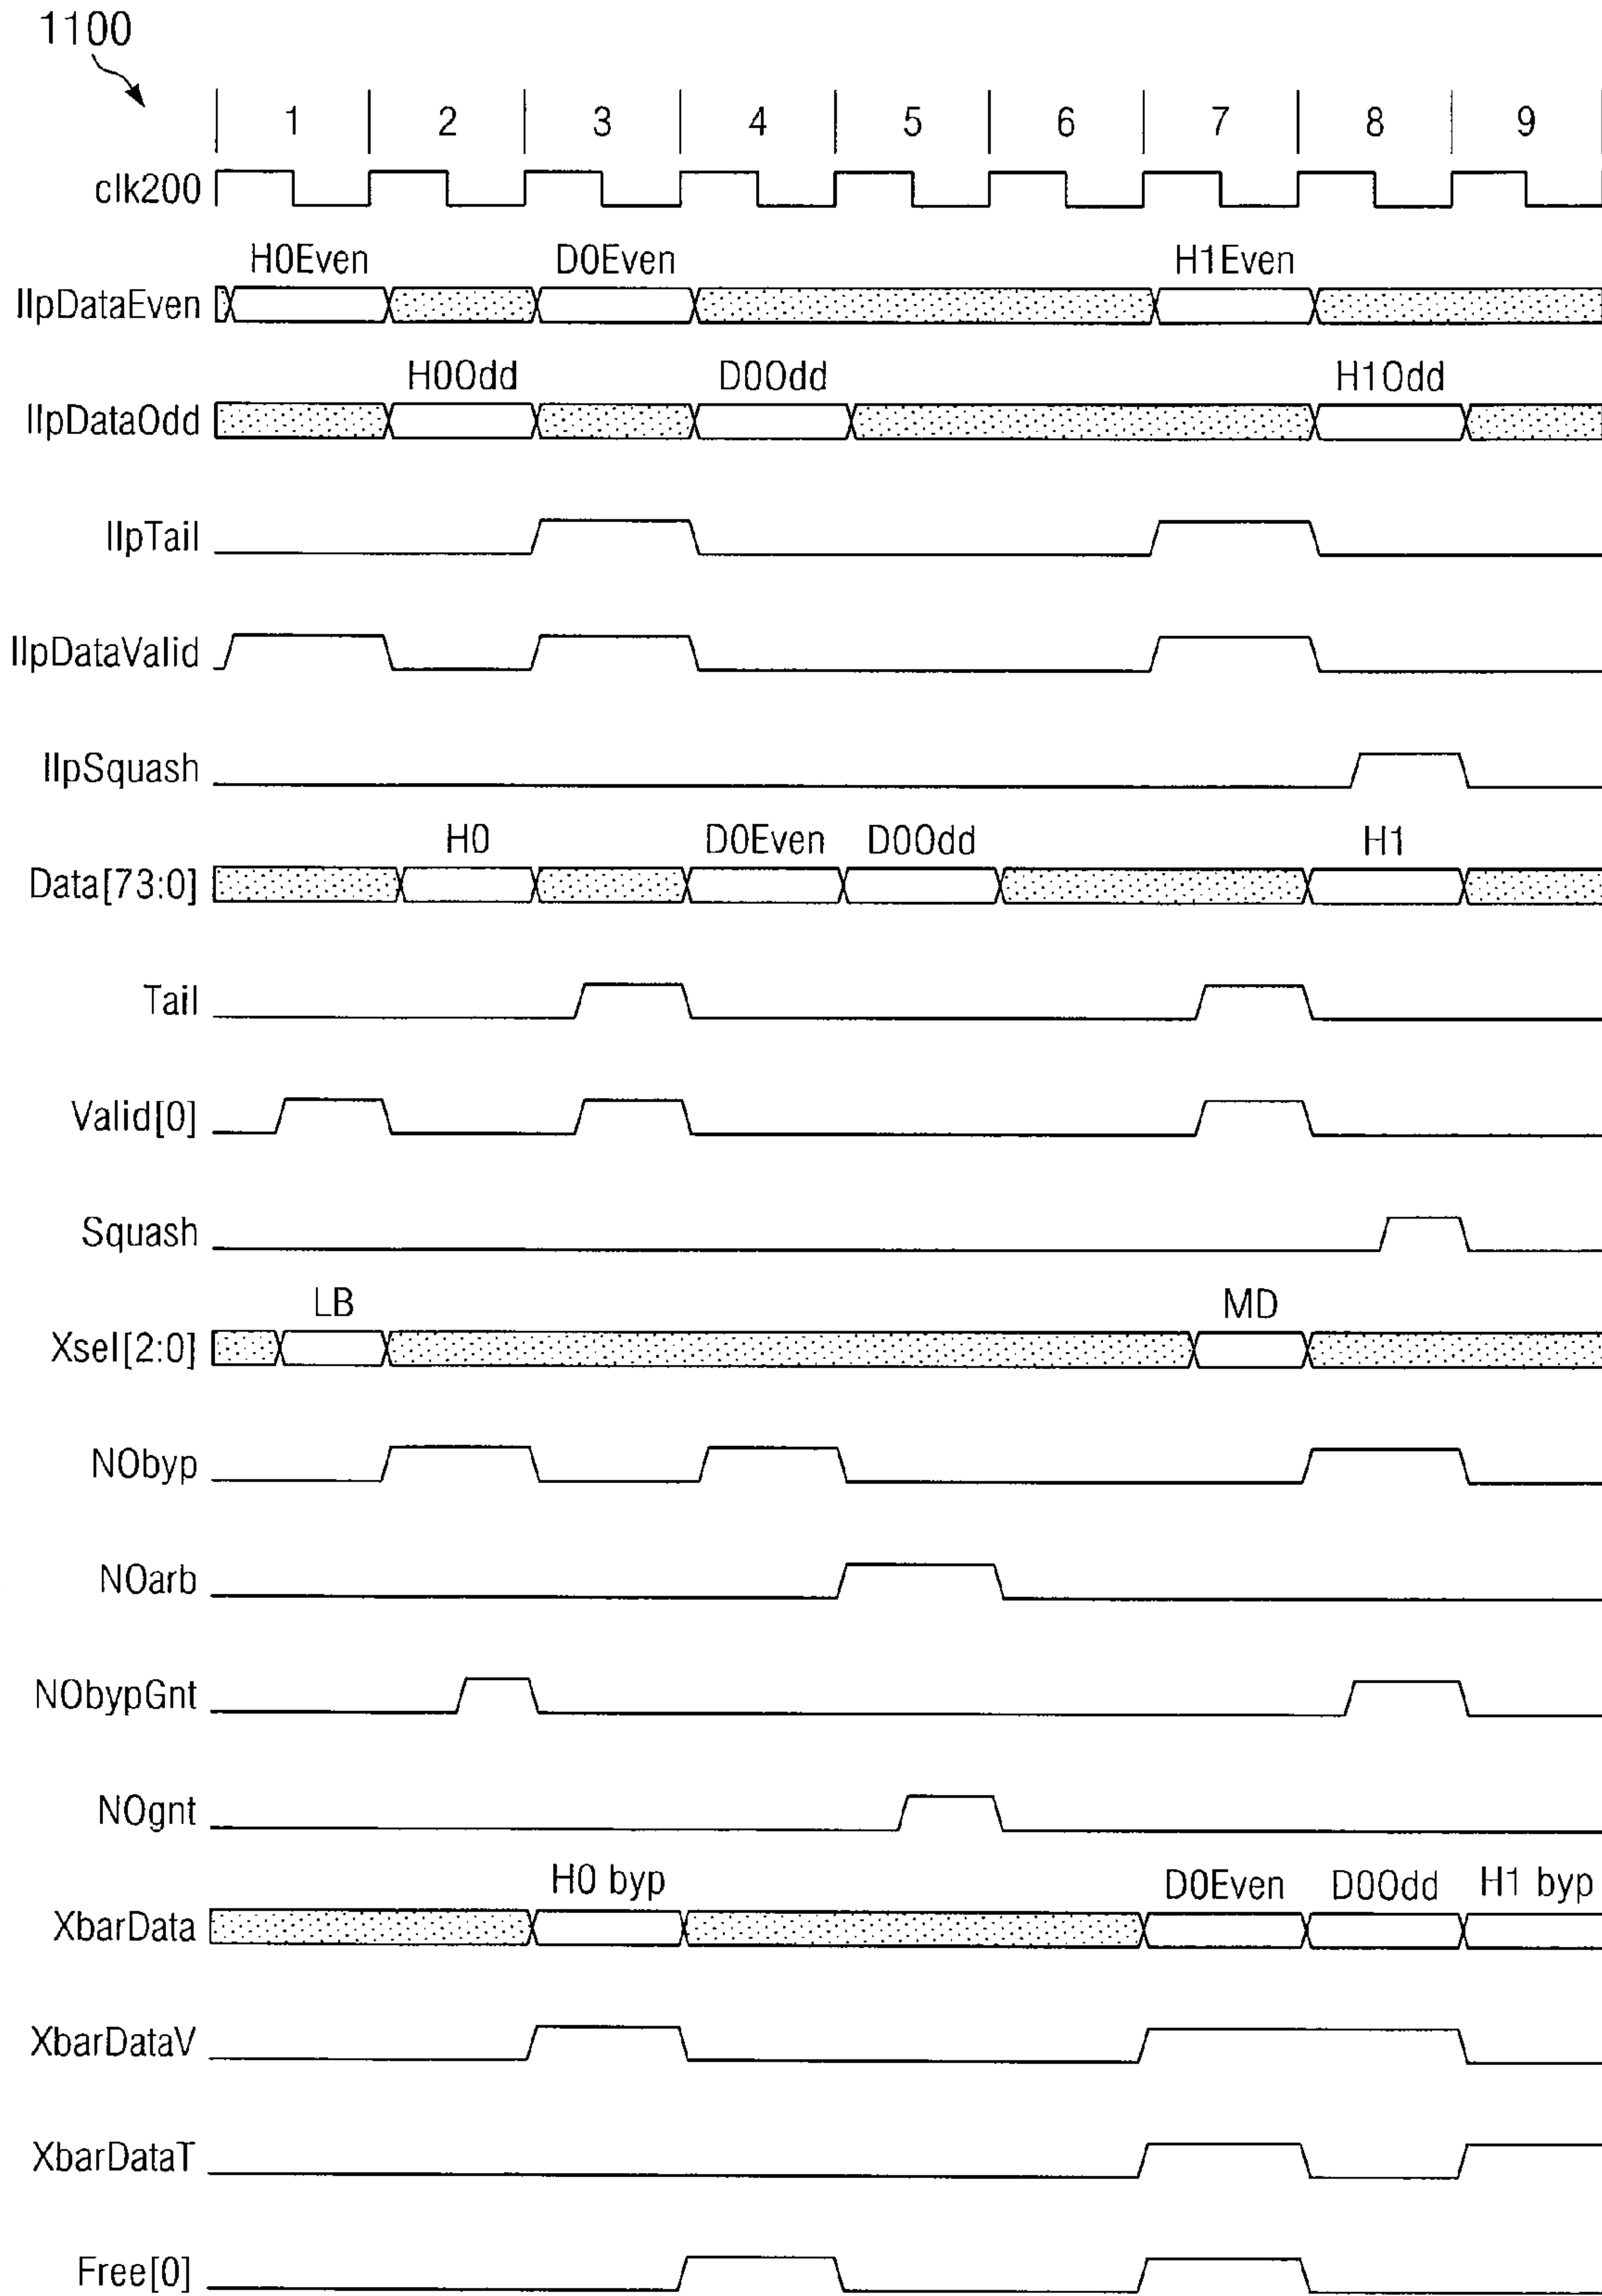 1100
1 2 3 4 5 6 7 8 9
clk200
H0Even D0Even H1Even
IlpDataEven
H0Odd D0Odd H1Odd
IlpDataOdd
IlpTail
IlpDataValid
IlpSquash
H0 D0Even D0Odd H1
Data[73:0]
Tail
Valid[0]
Squash
LB MD
Xsel[2:0]
NObyp
NOarb
NObypGnt
NOgnt
H0 byp D0Even D0Odd H1 byp
XbarData
XbarDataV
XbarDataT
Free[0]